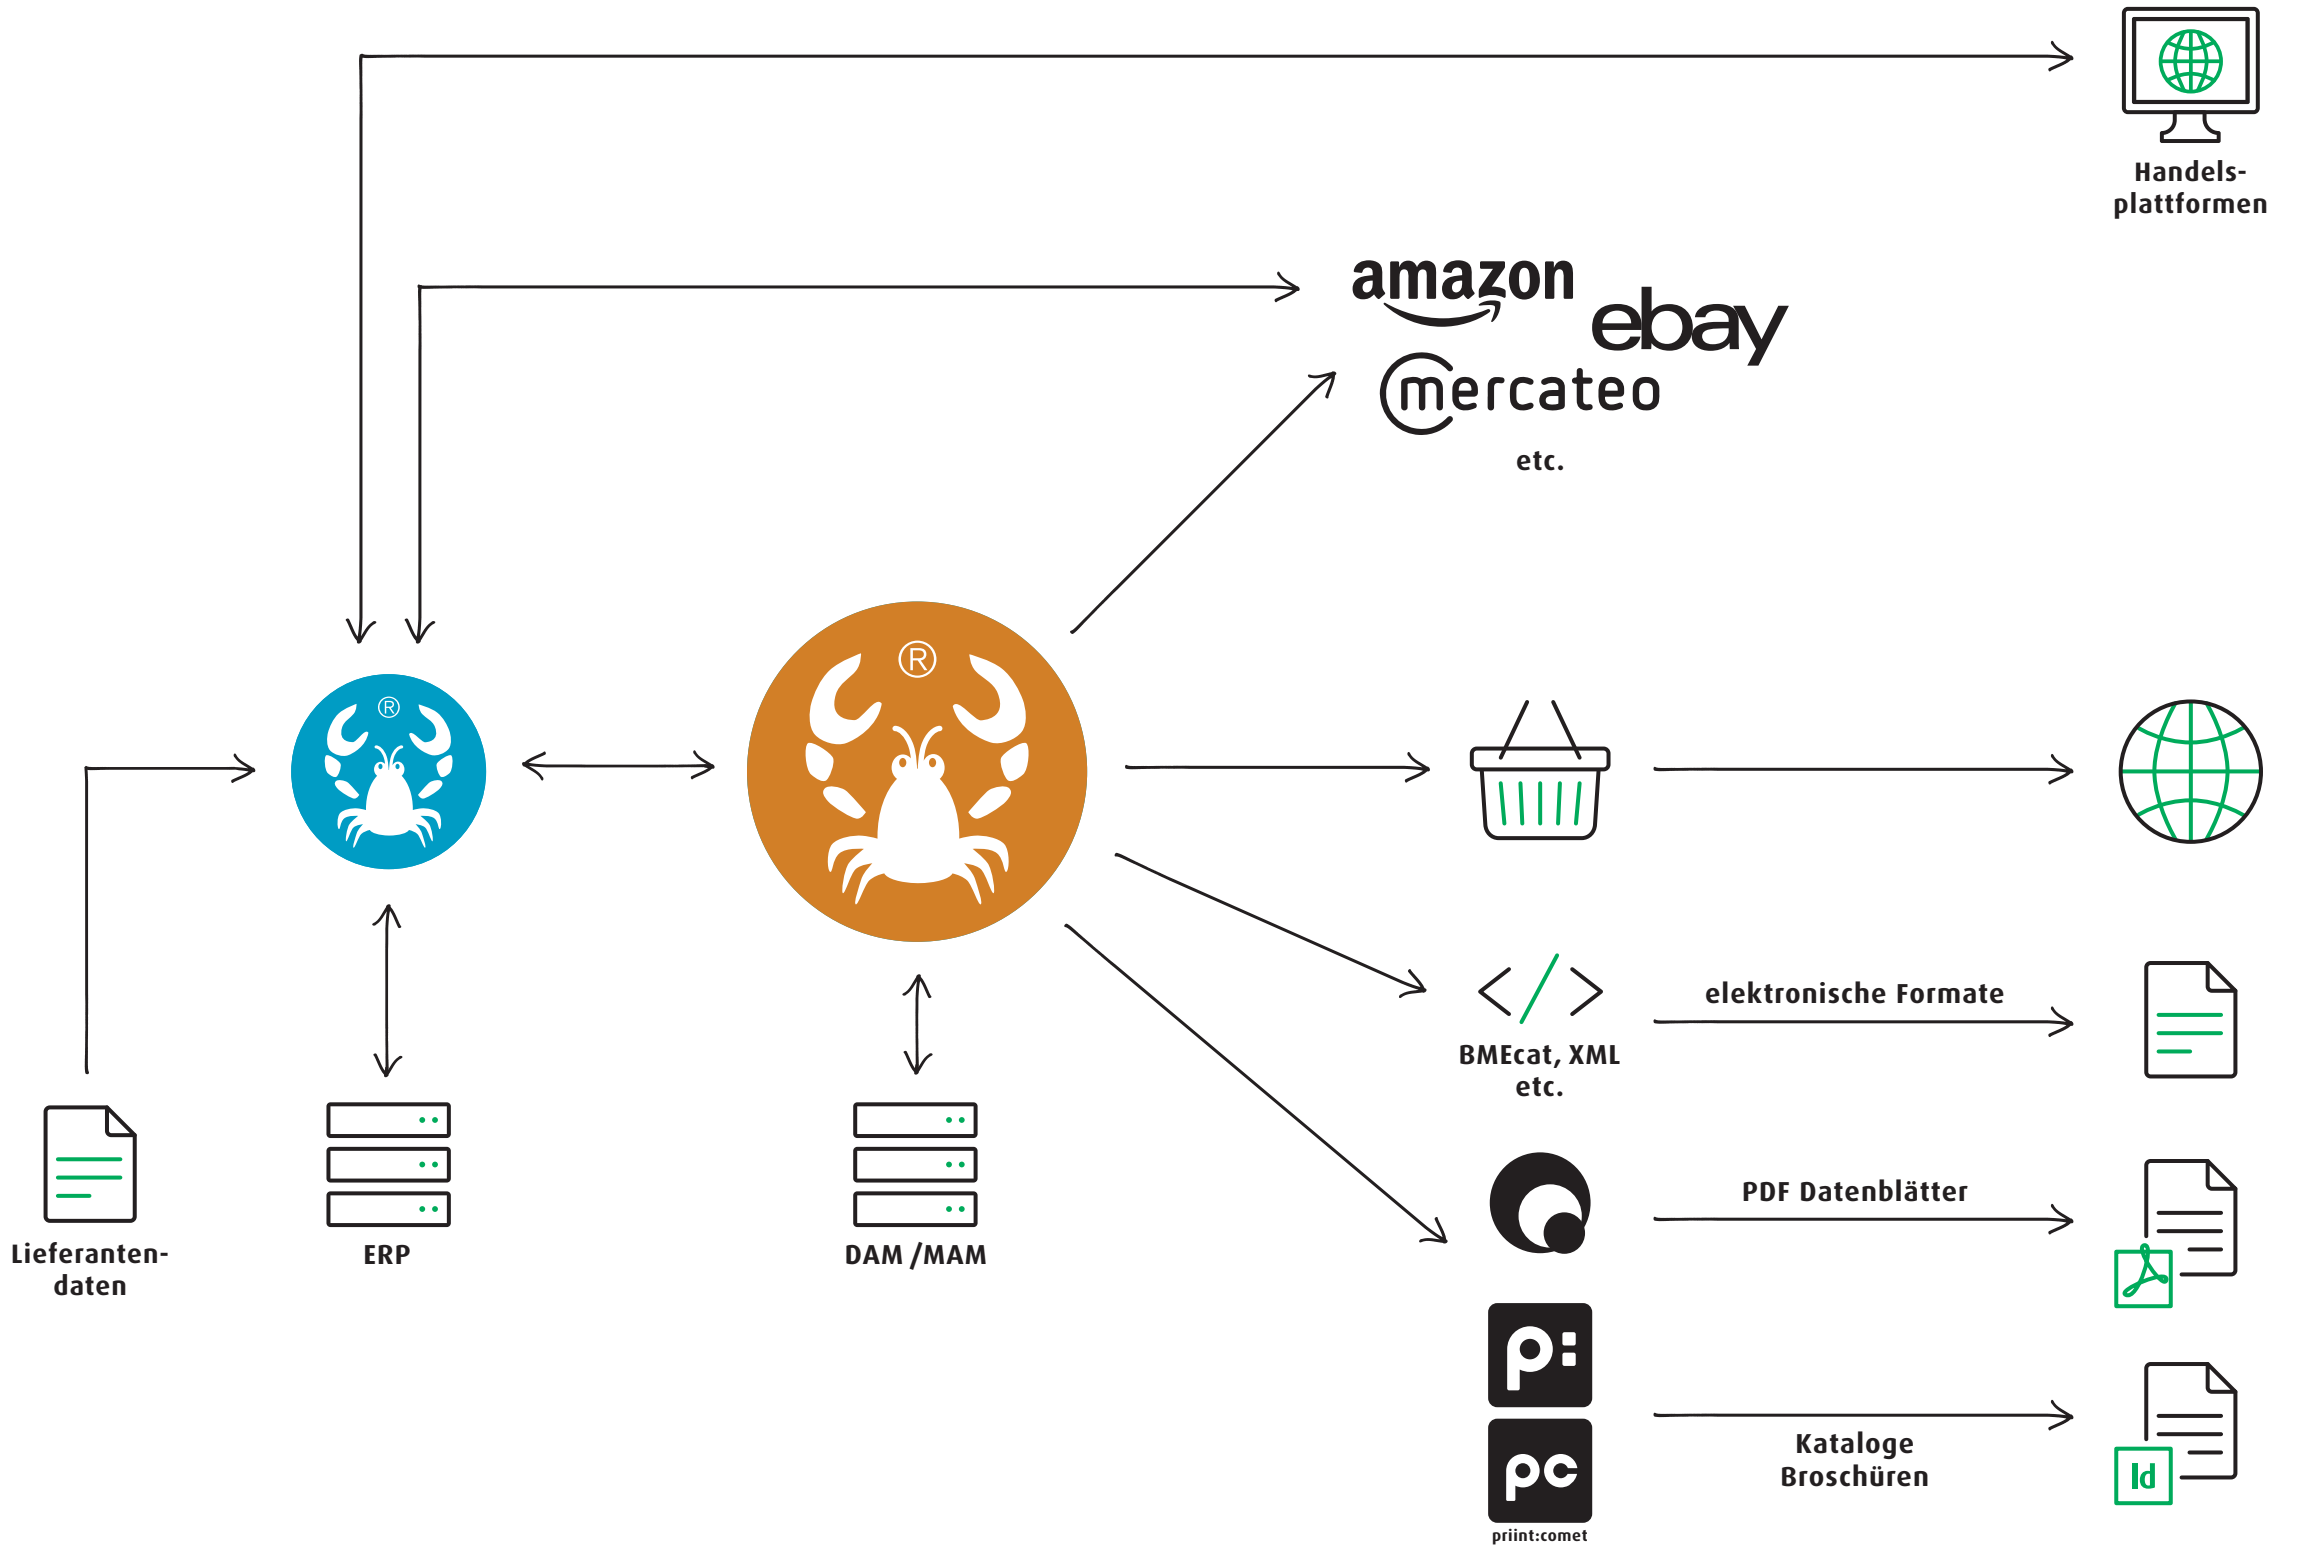 Handels-
plattformen
amazon
ebay
mercateo
etc.
®
®
elektronische Formate
BMEcat, XML
etc.
PDF Datenblätter
Lieferanten-
daten
ERP
DAM /MAM
p:
pc
priint:comet
Kataloge
Broschüren
Id